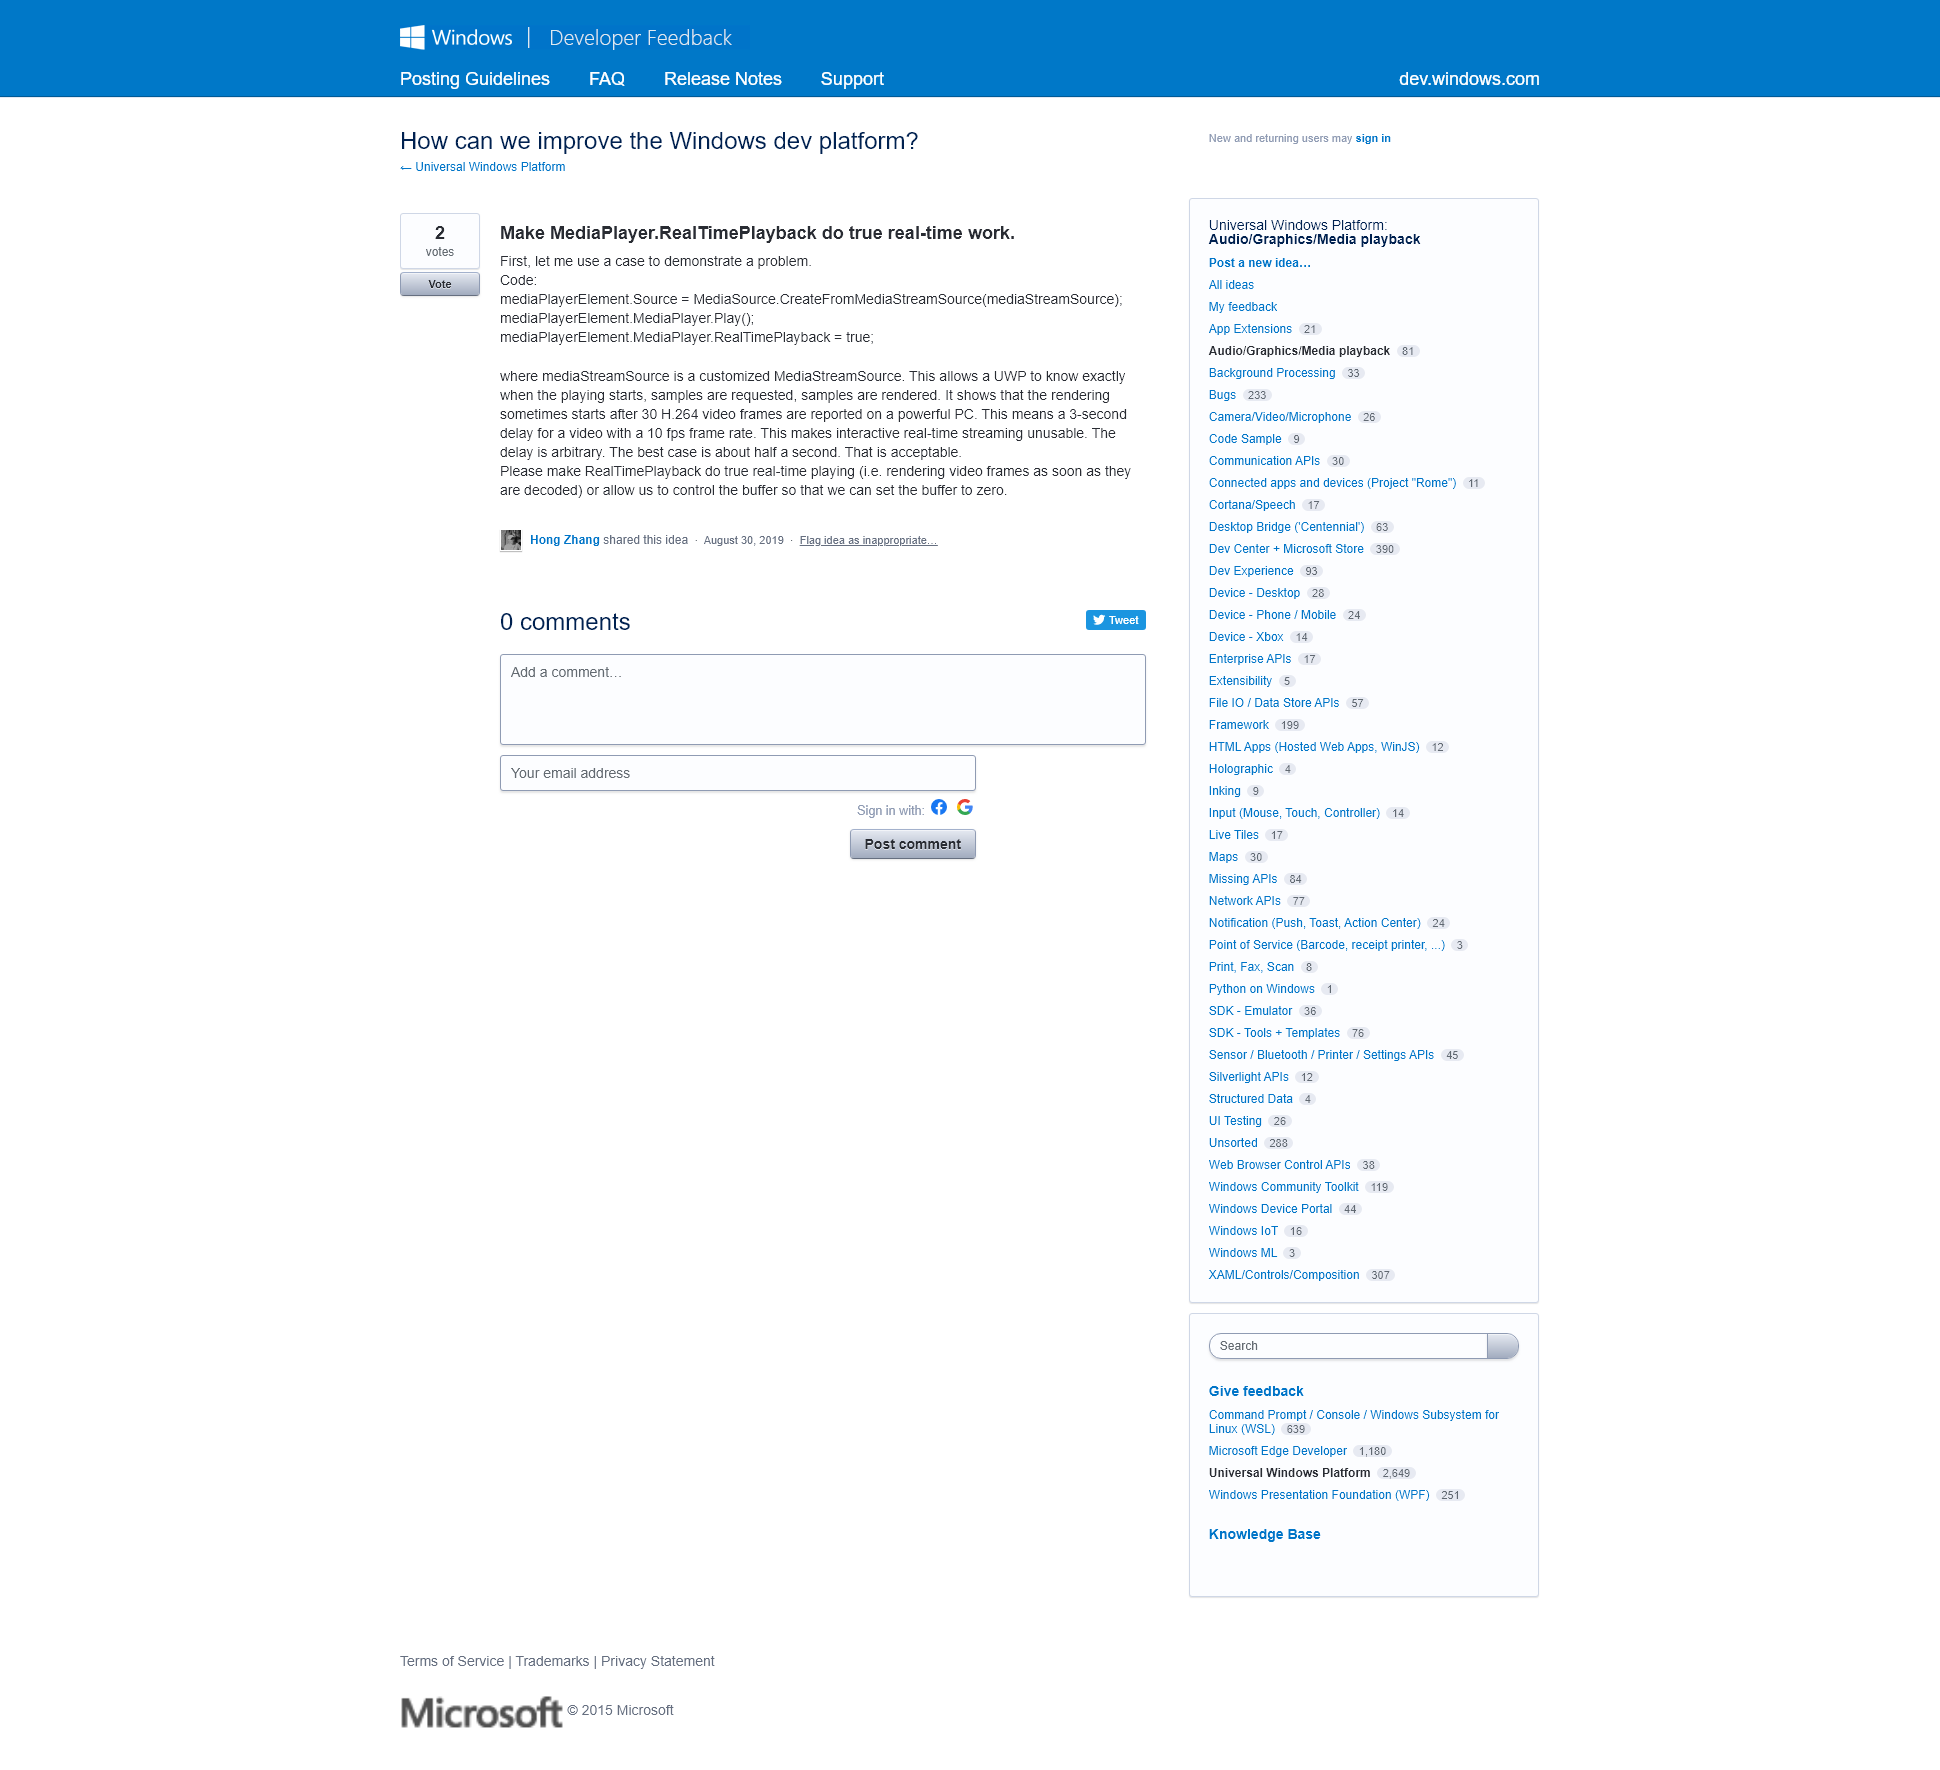 Windows | Developer Feedback
Posting Guidelines FAQ Release Notes Support dev.windows.com
How can we improve the Windows dev platform?
← Universal Windows Platform
New and returning users may sign in
2
votes
Vote
Make MediaPlayer.RealTimePlayback do true real-time work.
First, let me use a case to demonstrate a problem.
Code:
mediaPlayerElement.Source = MediaSource.CreateFromMediaStreamSource(mediaStreamSource);
mediaPlayerElement.MediaPlayer.Play();
mediaPlayerElement.MediaPlayer.RealTimePlayback = true;
where mediaStreamSource is a customized MediaStreamSource. This allows a UWP to know exactly
when the playing starts, samples are requested, samples are rendered. It shows that the rendering
sometimes starts after 30 H.264 video frames are reported on a powerful PC. This means a 3-second
delay for a video with a 10 fps frame rate. This makes interactive real-time streaming unusable. The
delay is arbitrary. The best case is about half a second. That is acceptable.
Please make RealTimePlayback do true real-time playing (i.e. rendering video frames as soon as they
are decoded) or allow us to control the buffer so that we can set the buffer to zero.
Hong Zhang shared this idea · August 30, 2019 · Flag idea as inappropriate…
0 comments
Tweet
Add a comment…
Your email address
Sign in with:
Post comment
Universal Windows Platform:
Audio/Graphics/Media playback
Post a new idea…
All ideas
My feedback
App Extensions 21
Audio/Graphics/Media playback 81
Background Processing 33
Bugs 233
Camera/Video/Microphone 26
Code Sample 9
Communication APIs 30
Connected apps and devices (Project "Rome") 11
Cortana/Speech 17
Desktop Bridge ('Centennial') 63
Dev Center + Microsoft Store 390
Dev Experience 93
Device - Desktop 28
Device - Phone / Mobile 24
Device - Xbox 14
Enterprise APIs 17
Extensibility 5
File IO / Data Store APIs 57
Framework 199
HTML Apps (Hosted Web Apps, WinJS) 12
Holographic 4
Inking 9
Input (Mouse, Touch, Controller) 14
Live Tiles 17
Maps 30
Missing APIs 84
Network APIs 77
Notification (Push, Toast, Action Center) 24
Point of Service (Barcode, receipt printer, ...) 3
Print, Fax, Scan 8
Python on Windows 1
SDK - Emulator 36
SDK - Tools + Templates 76
Sensor / Bluetooth / Printer / Settings APIs 45
Silverlight APIs 12
Structured Data 4
UI Testing 26
Unsorted 288
Web Browser Control APIs 38
Windows Community Toolkit 119
Windows Device Portal 44
Windows IoT 16
Windows ML 3
XAML/Controls/Composition 307
Search
Give feedback
Command Prompt / Console / Windows Subsystem for
Linux (WSL) 639
Microsoft Edge Developer 1,180
Universal Windows Platform 2,649
Windows Presentation Foundation (WPF) 251
Knowledge Base
Terms of Service | Trademarks | Privacy Statement
Microsoft © 2015 Microsoft